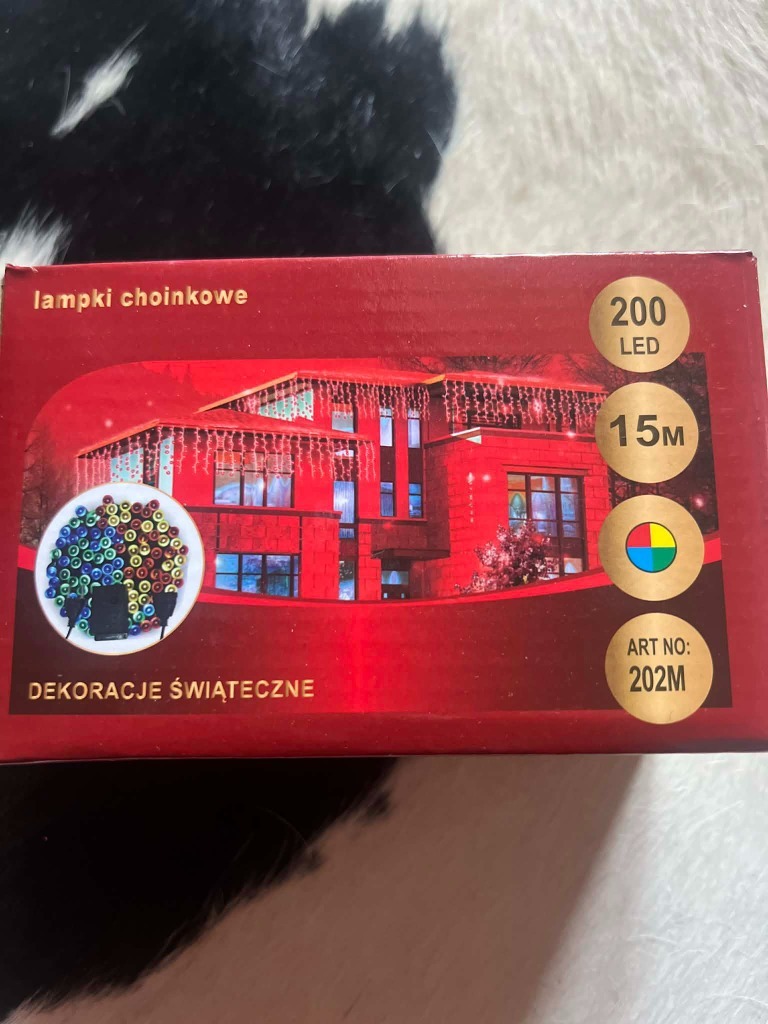 lampki choinkowe
200
LED
15M
ART NO:
202M
DEKORACJE ŚWIĄTECZNE